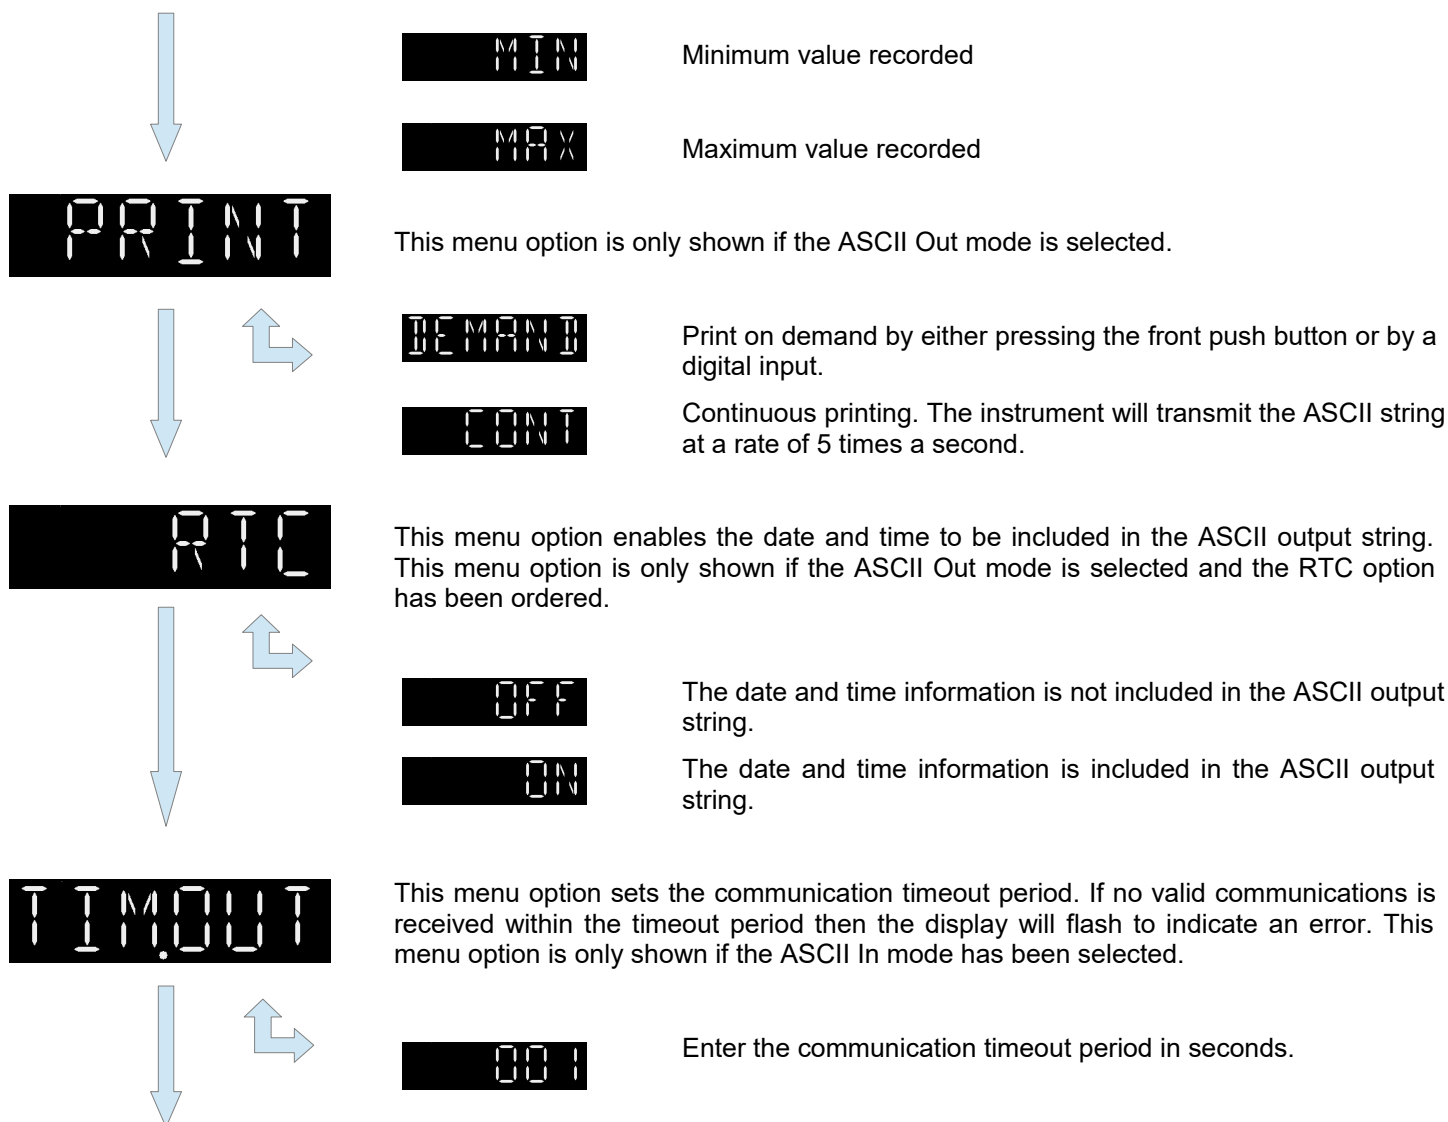 MIN
Minimum value recorded
MAX
Maximum value recorded
PRINT
This menu option is only shown if the ASCII Out mode is selected.
DEMAND
Print on demand by either pressing the front push button or by a
digital input.
CONT
Continuous printing. The instrument will transmit the ASCII string
at a rate of 5 times a second.
RTC
This menu option enables the date and time to be included in the ASCII output string.
This menu option is only shown if the ASCII Out mode is selected and the RTC option
has been ordered.
OFF
The date and time information is not included in the ASCII output
string.
ON
The date and time information is included in the ASCII output
string.
TIM.OUT
This menu option sets the communication timeout period. If no valid communications is
received within the timeout period then the display will flash to indicate an error. This
menu option is only shown if the ASCII In mode has been selected.
001
Enter the communication timeout period in seconds.